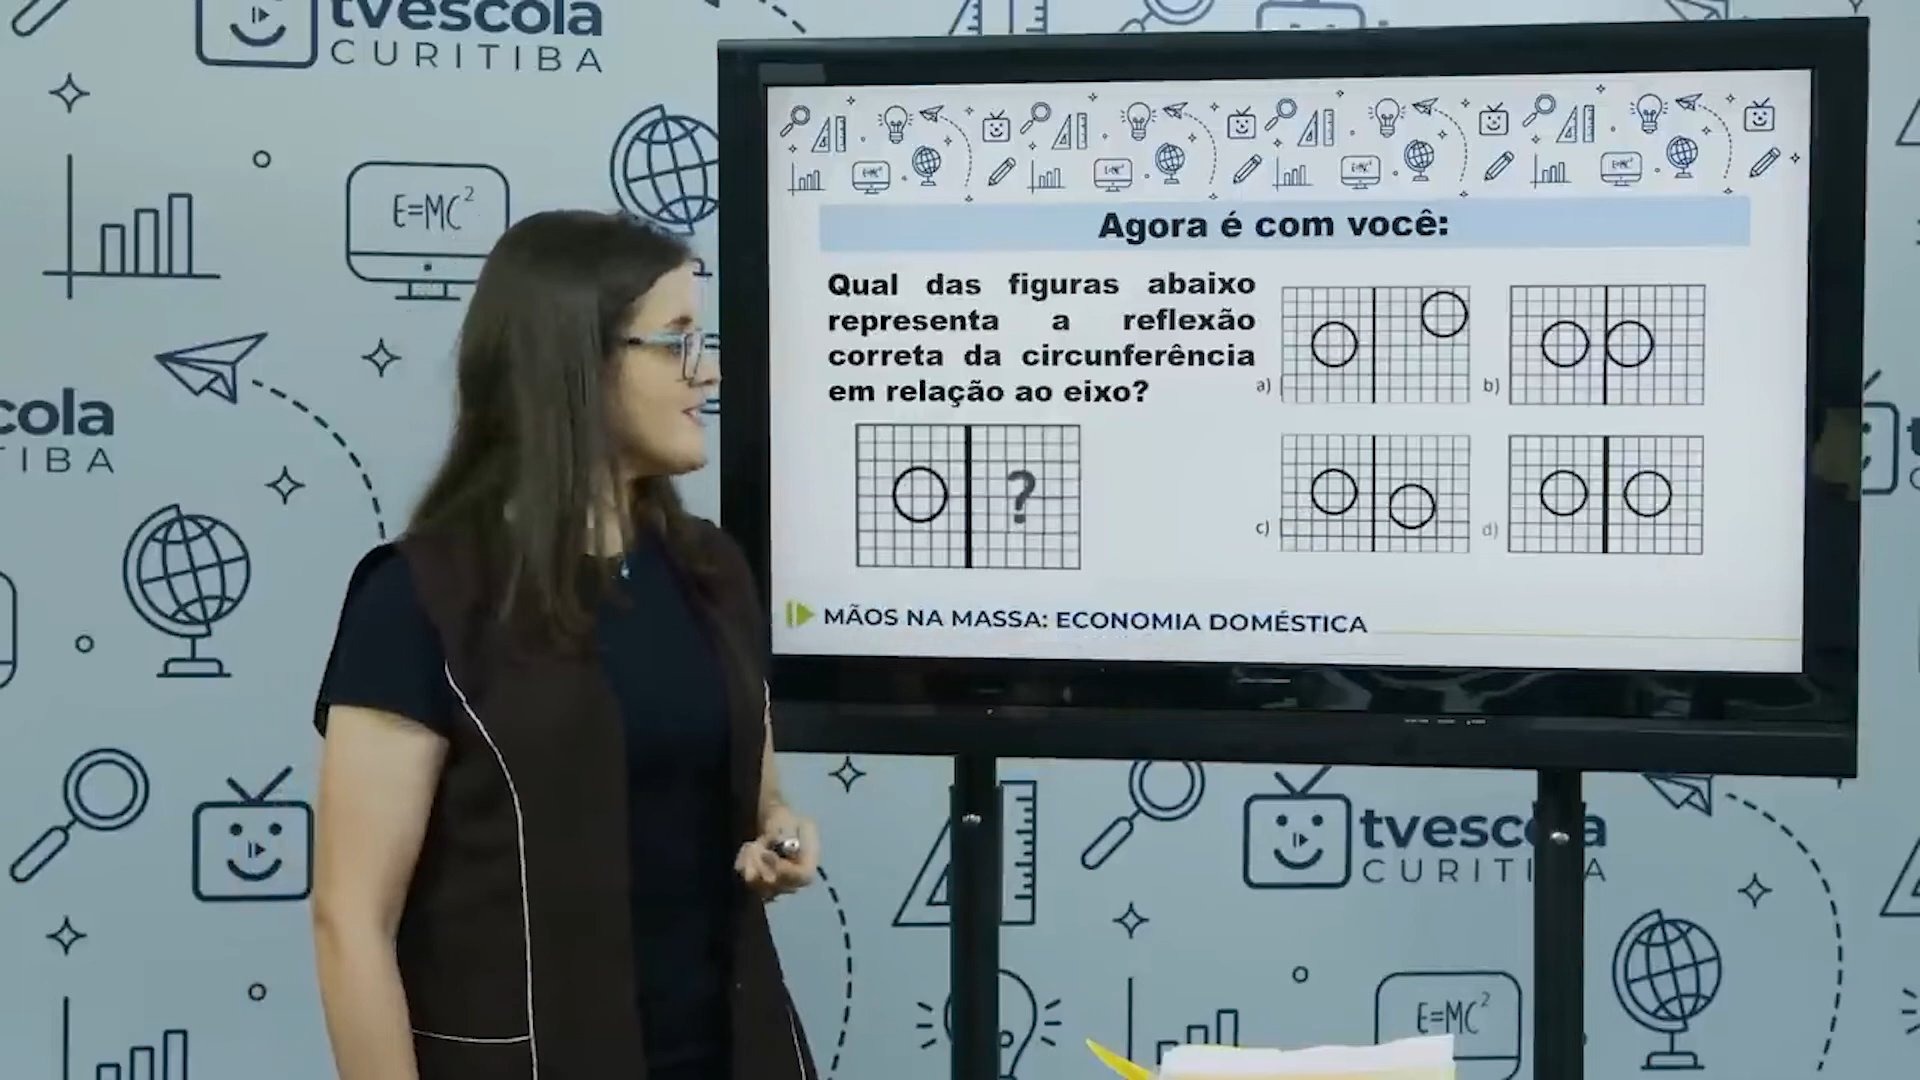 tvescola
CURITIBA
E=MC²
cola
TIBA
Agora é com você:
Qual das figuras abaixo
representa a reflexão
correta da circunferência
em relação ao eixo?
?
a)
b)
c)
d)
MÃOS NA MASSA: ECONOMIA DOMÉSTICA
tvescola
CURITIBA
E=MC²